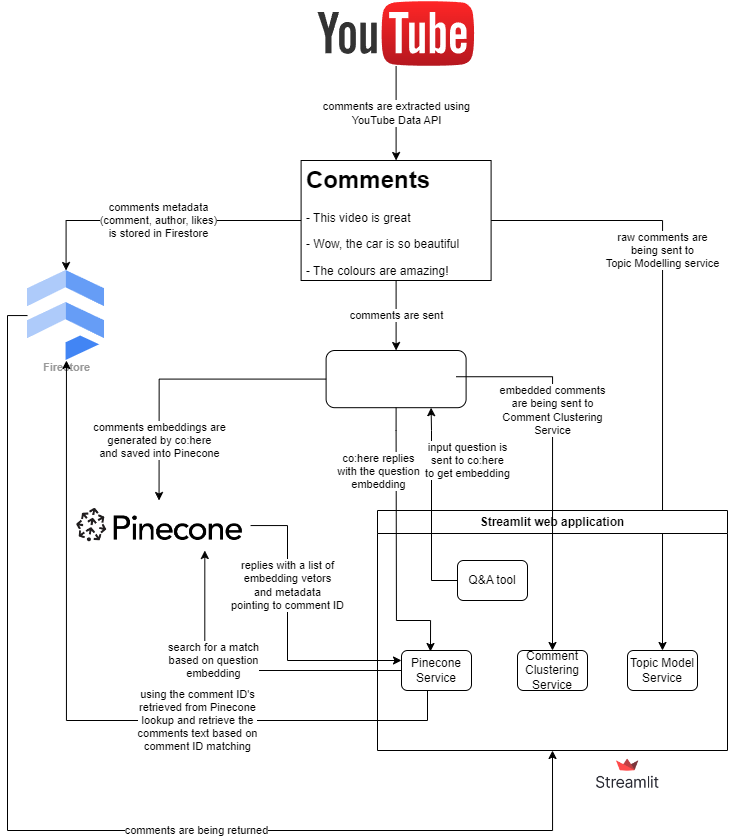 YouTube
comments are extracted using
YouTube Data API
Comments
- This video is great
- Wow, the car is so beautiful
- The colours are amazing!
comments metadata
(comment, author, likes)
is stored in Firestore
raw comments are
being sent to
Topic Modelling service
Firestore
comments are sent
embedded comments
are being sent to
Comment Clustering
Service
comments embeddings are
generated by co:here
and saved into Pinecone
co:here replies
with the question
embedding
input question is
sent to co:here
to get embedding
Pinecone
Streamlit web application
replies with a list of
embedding vetors
and metadata
pointing to comment ID
Q&A tool
search for a match
based on question
embedding
Pinecone
Service
Comment
Clustering
Service
Topic Model
Service
using the comment ID's
retrieved from Pinecone
lookup and retrieve the
comments text based on
comment ID matching
Streamlit
comments are being returned